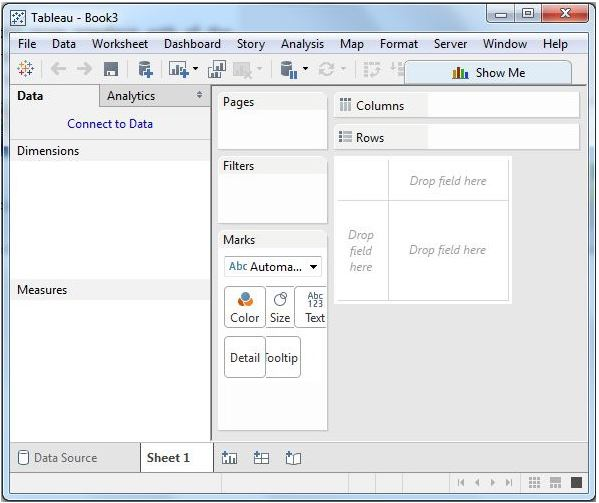 Tableau - Book3
File Data Worksheet Dashboard Story Analysis Map Format Server Window Help
Show Me
Data Analytics
Connect to Data
Dimensions
Measures
Pages
Filters
Marks
Abc Automa...
Color Size Abc 123 Text
Detail Tooltip
Columns
Rows
Drop field here
Drop field here
Drop field here
Data Source Sheet 1